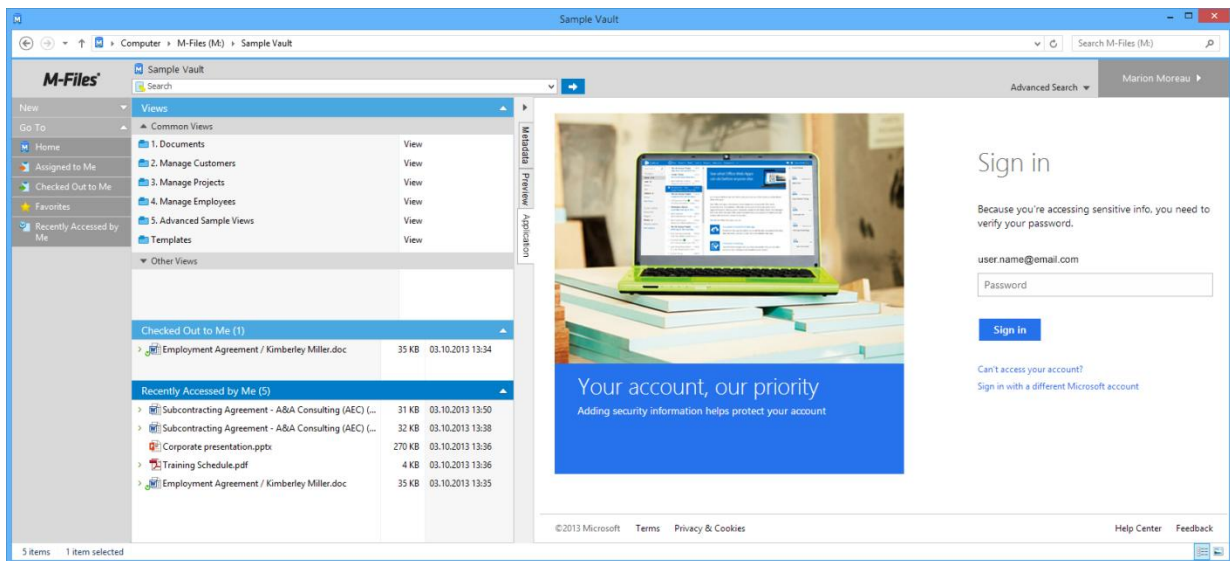 Sample Vault
Computer ▸ M-Files (M:) ▸ Sample Vault
Search M-Files (M:)
M-Files
Sample Vault
Search
Advanced Search
Marion Moreau
New
Go To
Home
Assigned to Me
Checked Out to Me
Favorites
Recently Accessed by
Me
Views
Common Views
1. Documents View
2. Manage Customers View
3. Manage Projects View
4. Manage Employees View
5. Advanced Sample Views View
Templates View
Other Views
Checked Out to Me (1)
Employment Agreement / Kimberley Miller.doc 35 KB 03.10.2013 13:34
Recently Accessed by Me (5)
Subcontracting Agreement - A&A Consulting (AEC) (... 31 KB 03.10.2013 13:50
Subcontracting Agreement - A&A Consulting (AEC) (... 32 KB 03.10.2013 13:38
Corporate presentation.pptx 270 KB 03.10.2013 13:36
Training Schedule.pdf 4 KB 03.10.2013 13:36
Employment Agreement / Kimberley Miller.doc 35 KB 03.10.2013 13:35
Metadata
Preview
Application
Your account, our priority
Adding security information helps protect your account
Sign in
Because you're accessing sensitive info, you need to
verify your password.
user.name@email.com
Password
Sign in
Can't access your account?
Sign in with a different Microsoft account
©2013 Microsoft Terms Privacy & Cookies
Help Center Feedback
5 items 1 item selected